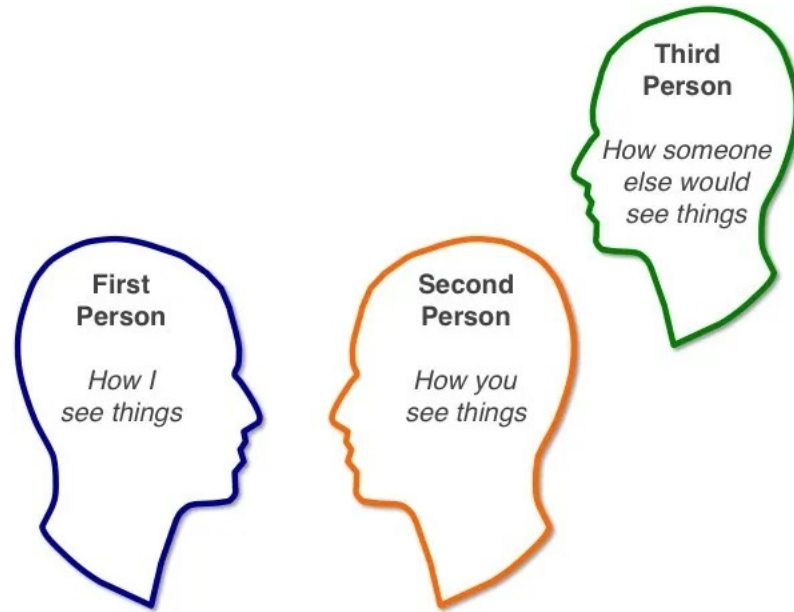 First
Person
How I
see things
Second
Person
How you
see things
Third
Person
How someone
else would
see things